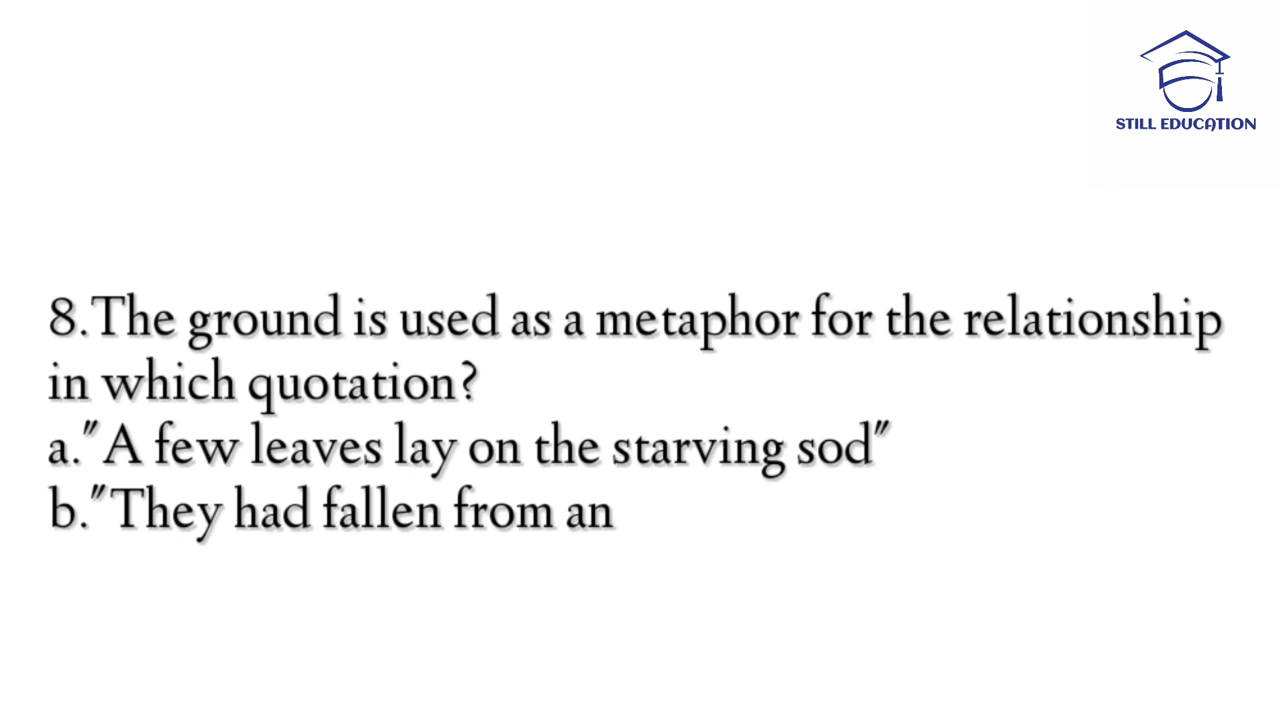 STILL EDUCATION
8.The ground is used as a metaphor for the relationship
in which quotation?
a."A few leaves lay on the starving sod"
b."They had fallen from an